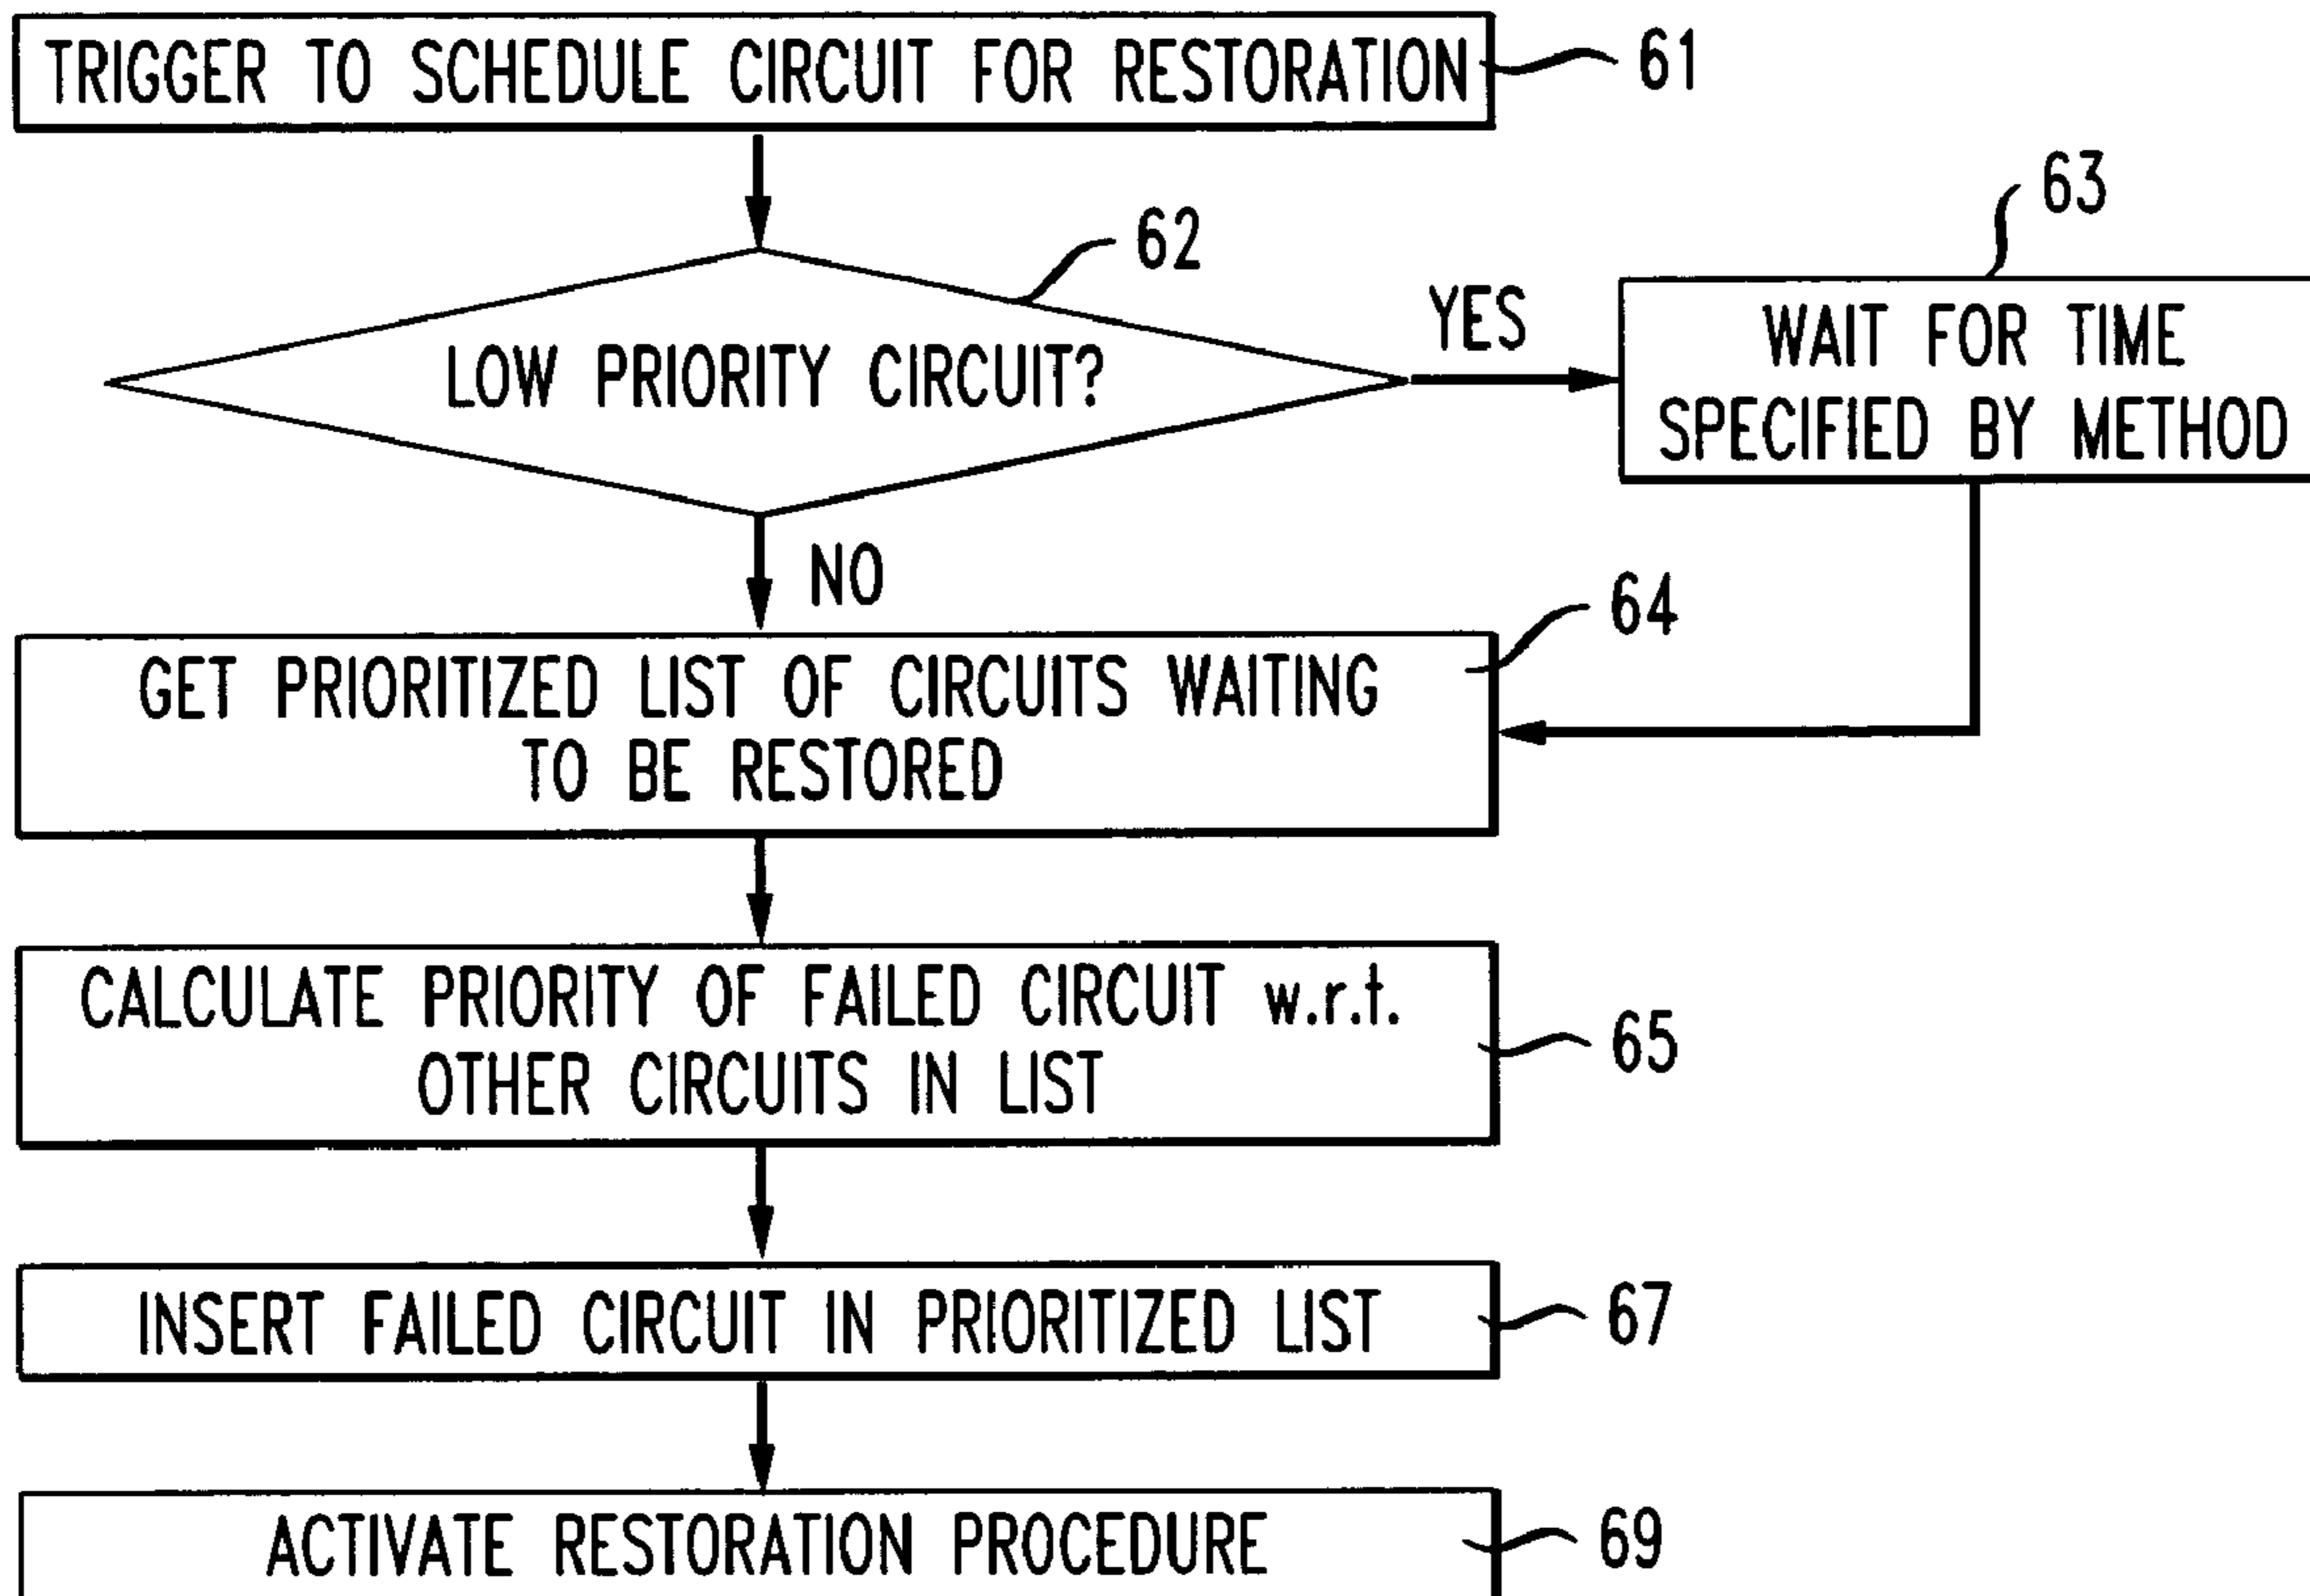 TRIGGER TO SCHEDULE CIRCUIT FOR RESTORATION
61
62
LOW PRIORITY CIRCUIT?
YES
63
WAIT FOR TIME
SPECIFIED BY METHOD
NO
64
GET PRIORITIZED LIST OF CIRCUITS WAITING
TO BE RESTORED
CALCULATE PRIORITY OF FAILED CIRCUIT w.r.t.
OTHER CIRCUITS IN LIST
65
INSERT FAILED CIRCUIT IN PRIORITIZED LIST
67
ACTIVATE RESTORATION PROCEDURE
69